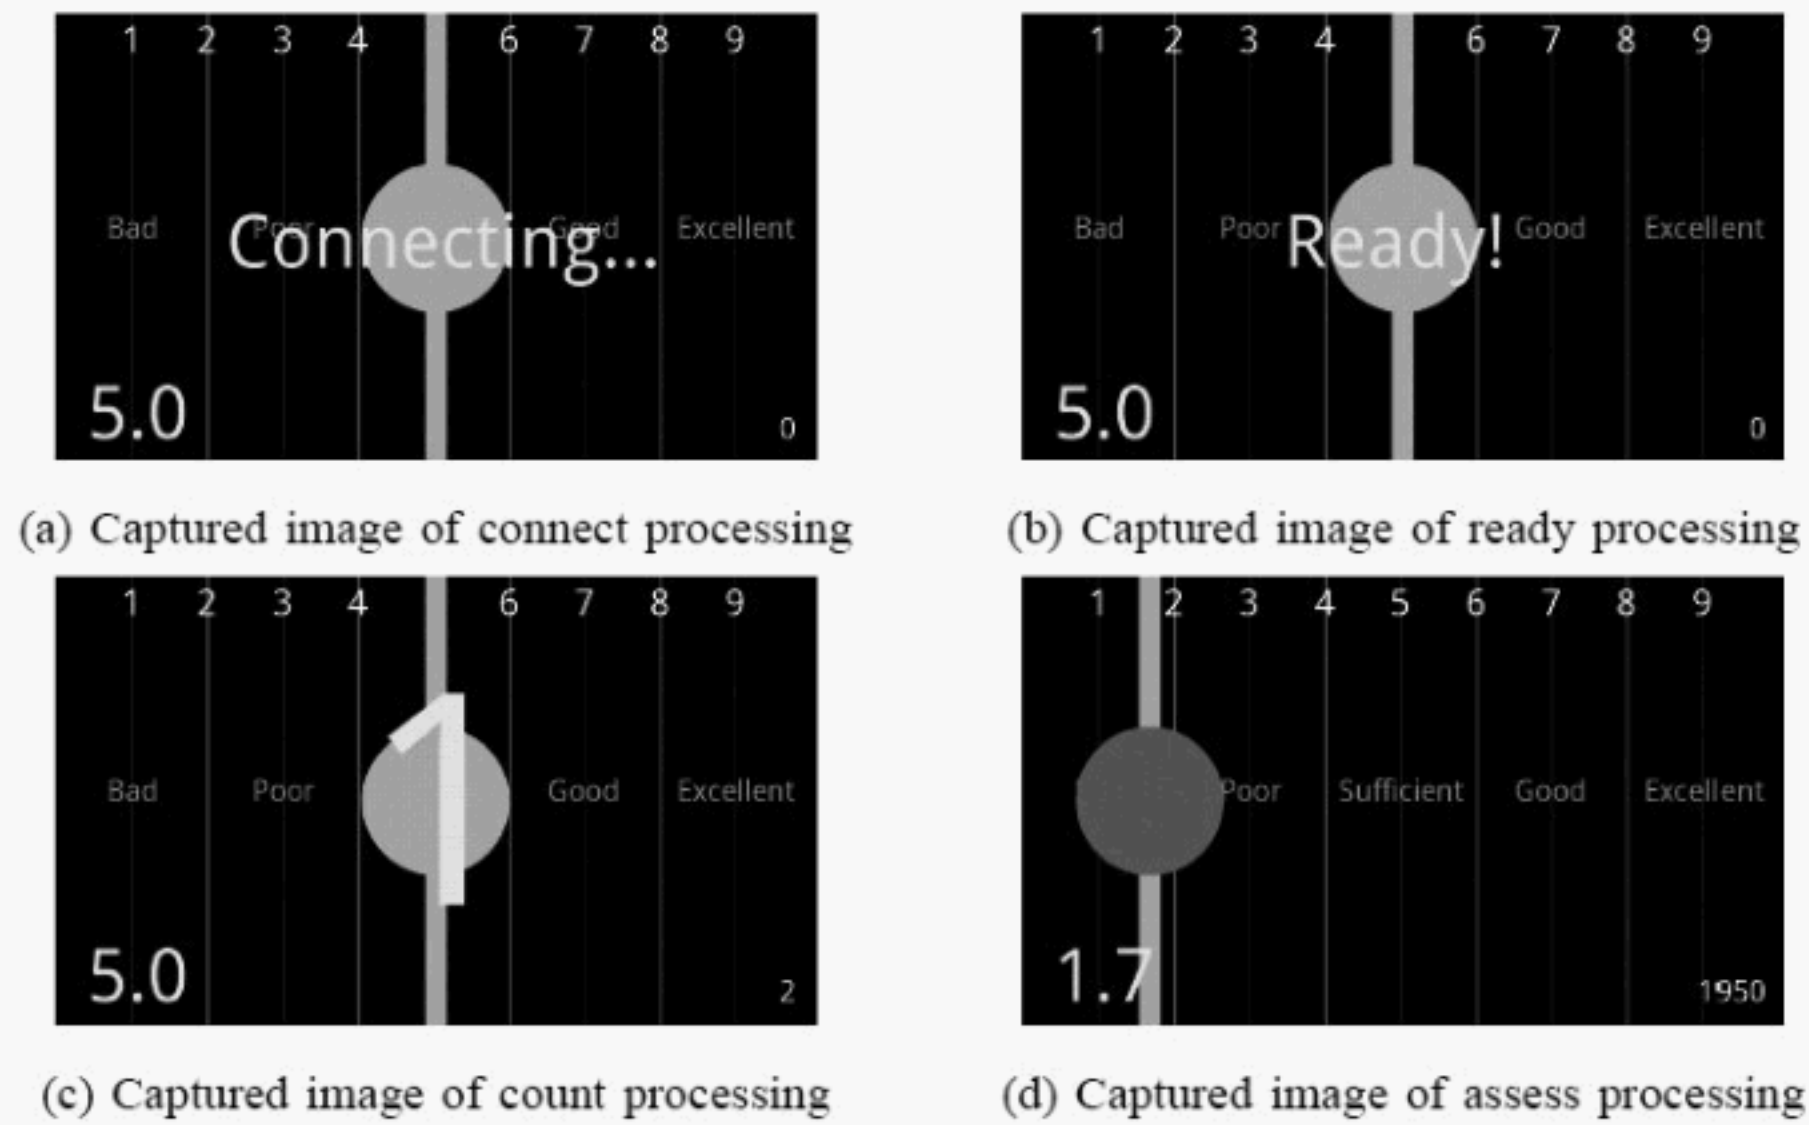 1 2 3 4 6 7 8 9
Bad Poor Good Excellent
Connecting...
5.0
0
(a) Captured image of connect processing
1 2 3 4 6 7 8 9
Bad Poor Good Excellent
Ready!
5.0
0
(b) Captured image of ready processing
1 2 3 4 6 7 8 9
Bad Poor Good Excellent
1
5.0
2
(c) Captured image of count processing
1 2 3 4 5 6 7 8 9
Poor Sufficient Good Excellent
1.7
1950
(d) Captured image of assess processing